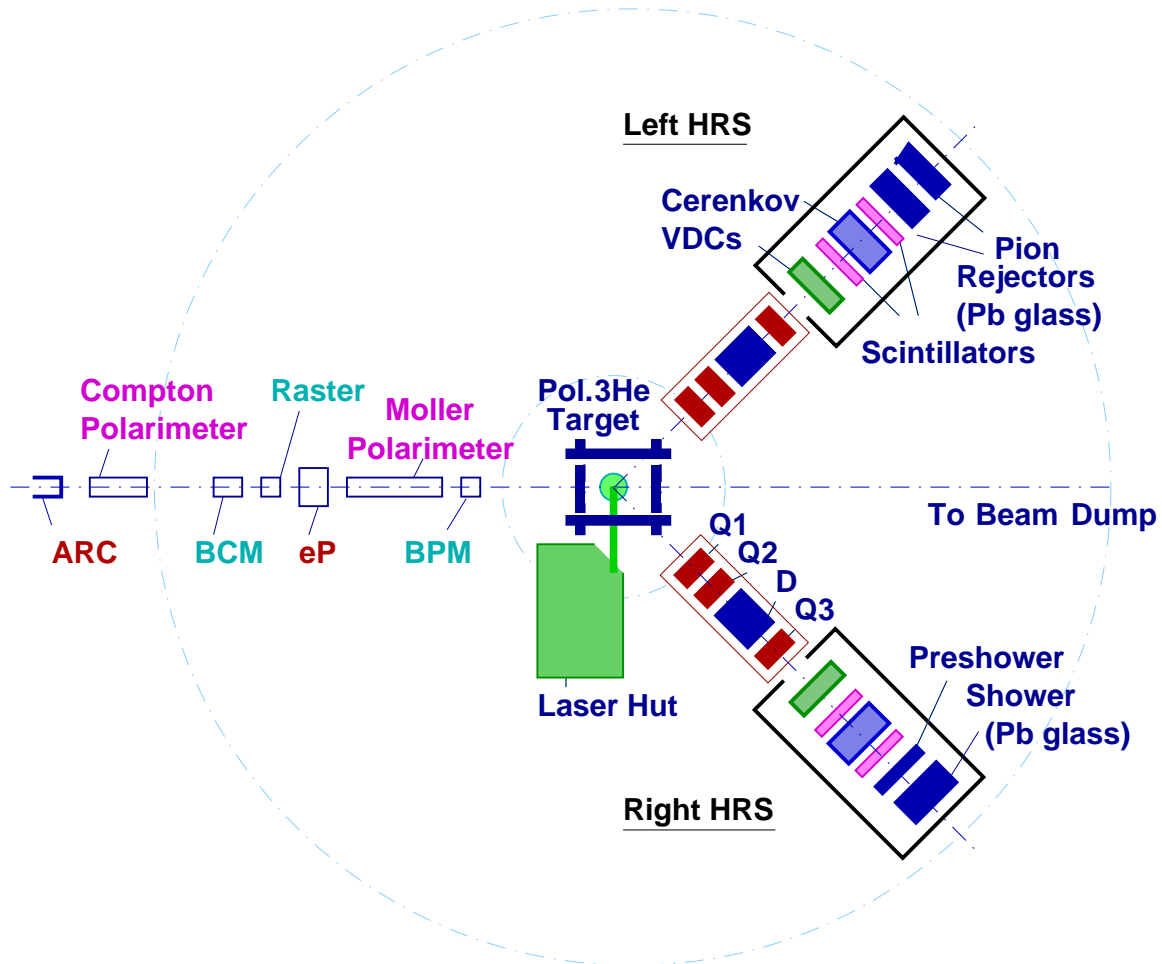 Left HRS
Cerenkov
VDCs
Pion
Rejectors
(Pb glass)
Scintillators
Compton
Polarimeter
Raster
Moller
Polarimeter
Pol.3He
Target
ARC
BCM
eP
BPM
To Beam Dump
Q1
Q2
D
Q3
Laser Hut
Preshower
Shower
(Pb glass)
Right HRS